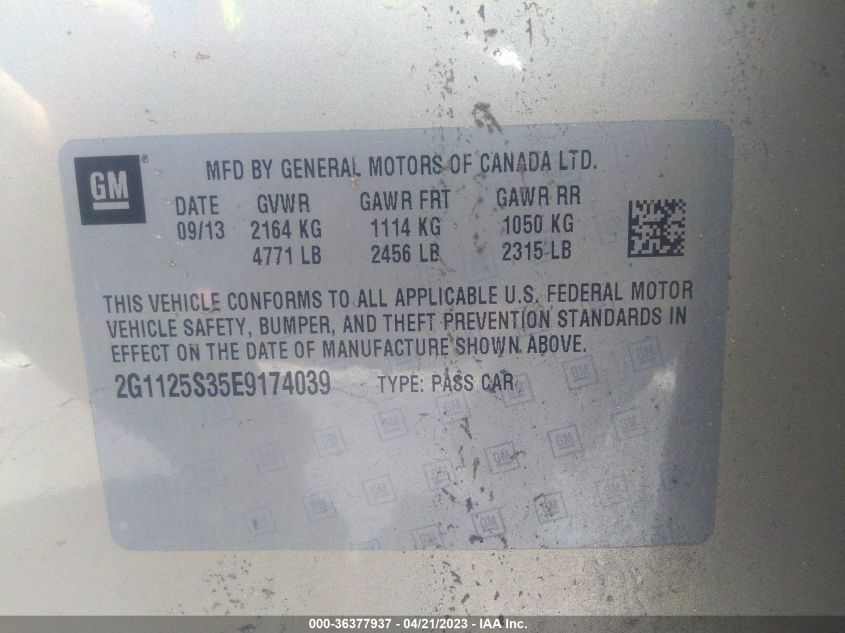 GM ®
MFD BY GENERAL MOTORS OF CANADA LTD.
DATE GVWR GAWR FRT GAWR RR
09/13 2164 KG 1114 KG 1050 KG
4771 LB 2456 LB 2315 LB
THIS VEHICLE CONFORMS TO ALL APPLICABLE U.S. FEDERAL MOTOR
VEHICLE SAFETY, BUMPER, AND THEFT PREVENTION STANDARDS IN
EFFECT ON THE DATE OF MANUFACTURE SHOWN ABOVE.
2G1125S35E9174039 TYPE: PASS CAR
000-36377937 - 04/21/2023 - IAA Inc.